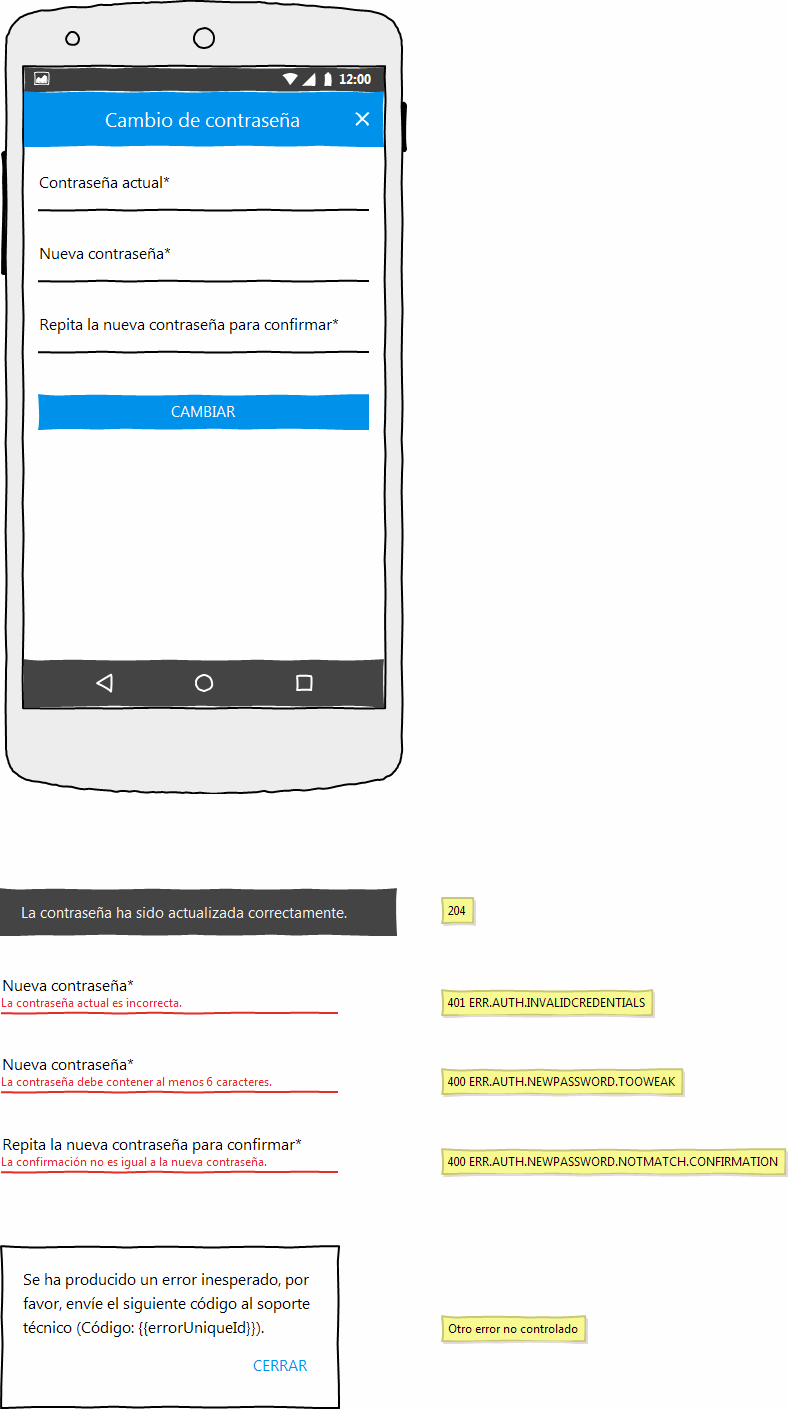 12:00
Cambio de contraseña
Contraseña actual*
Nueva contraseña*
Repita la nueva contraseña para confirmar*
CAMBIAR
La contraseña ha sido actualizada correctamente.
204
Nueva contraseña*
La contraseña actual es incorrecta.
401 ERR.AUTH.INVALIDCREDENTIALS
Nueva contraseña*
La contraseña debe contener al menos 6 caracteres.
400 ERR.AUTH.NEWPASSWORD.TOOWEAK
Repita la nueva contraseña para confirmar*
La confirmación no es igual a la nueva contraseña.
400 ERR.AUTH.NEWPASSWORD.NOTMATCH.CONFIRMATION
Se ha producido un error inesperado, por
favor, envíe el siguiente código al soporte
técnico (Código: {{errorUniqueId}}).
CERRAR
Otro error no controlado